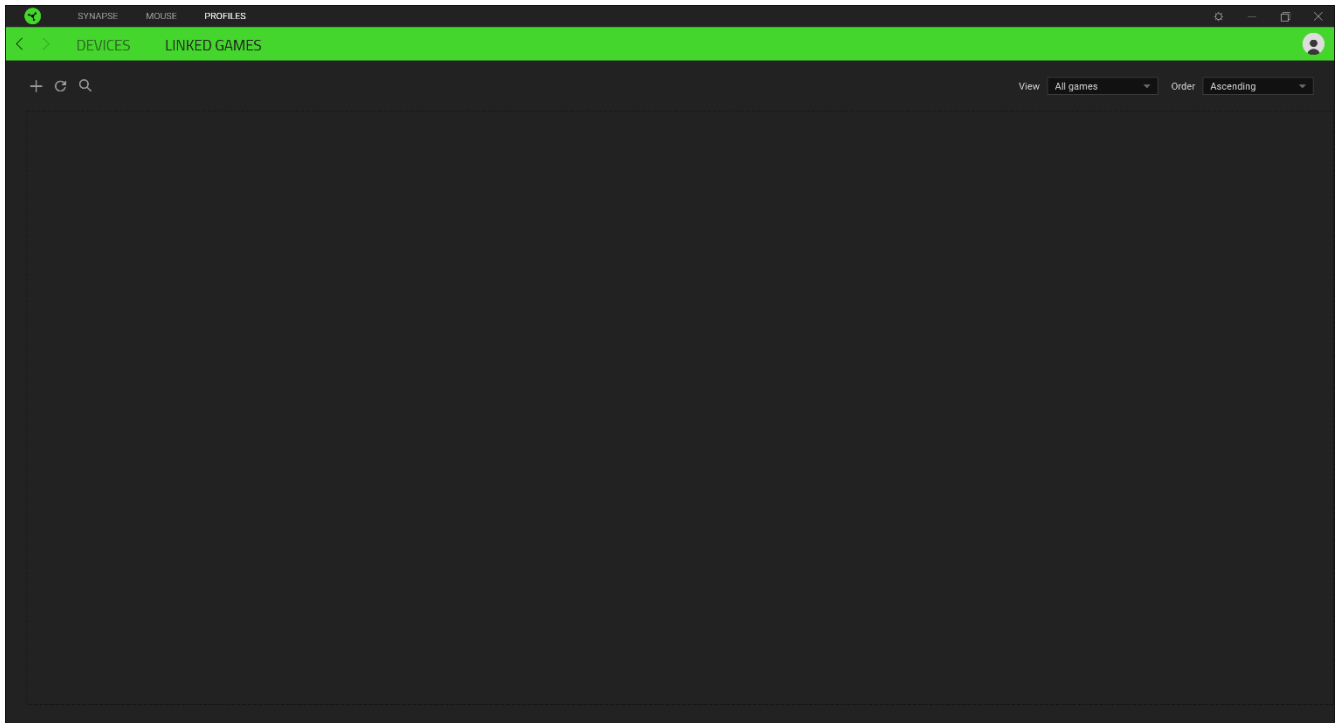 SYNAPSE MOUSE PROFILES
DEVICES LINKED GAMES
View All games Order Ascending